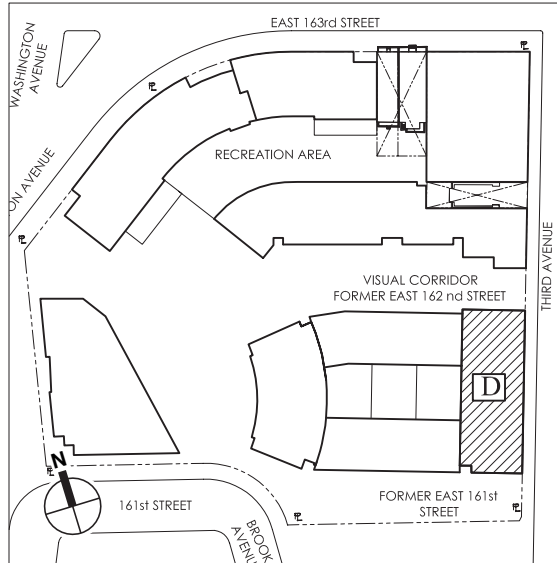 EAST 163rd STREET
WASHINGTON
AVENUE
ON AVENUE
RECREATION AREA
THIRD AVENUE
VISUAL CORRIDOR
FORMER EAST 162 nd STREET
D
N
161st STREET
FORMER EAST 161st
STREET
BROOK
AVENUE